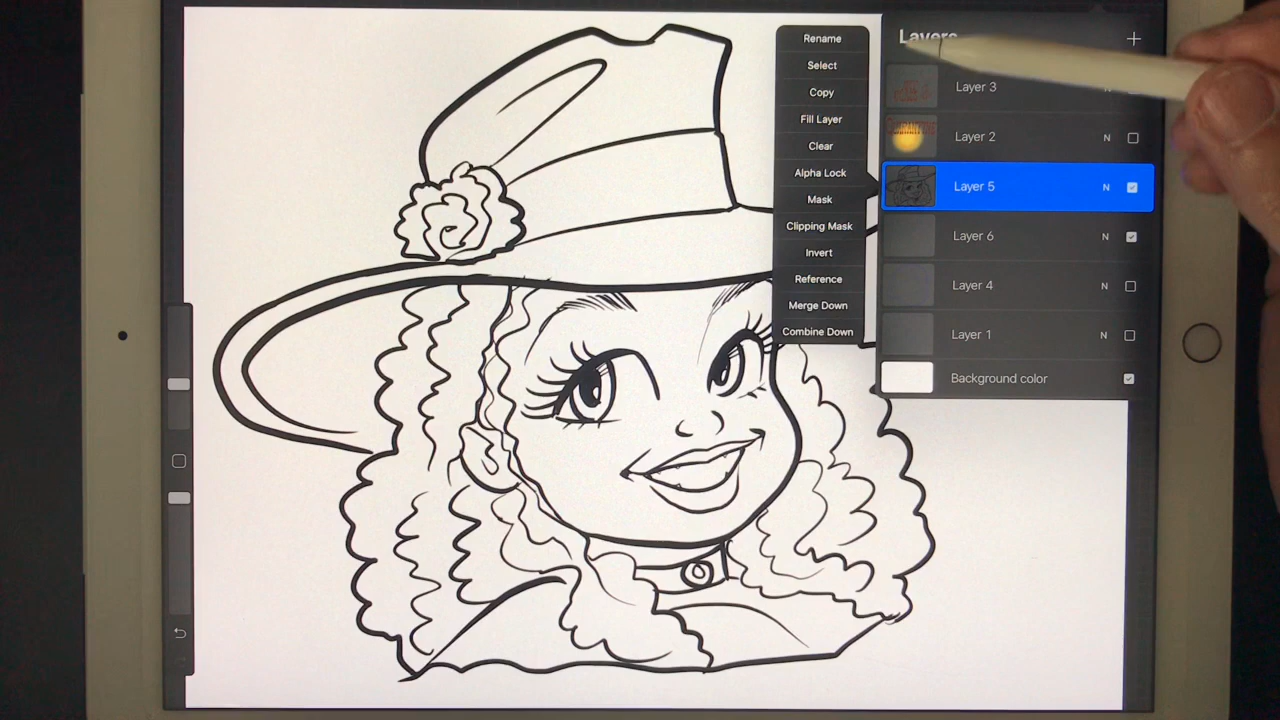 Rename
Select
Copy
Fill Layer
Clear
Alpha Lock
Mask
Clipping Mask
Invert
Reference
Merge Down
Combine Down
Layers
Layer 3 N
Layer 2 N
Layer 5 N
Layer 6 N
Layer 4 N
Layer 1 N
Background color